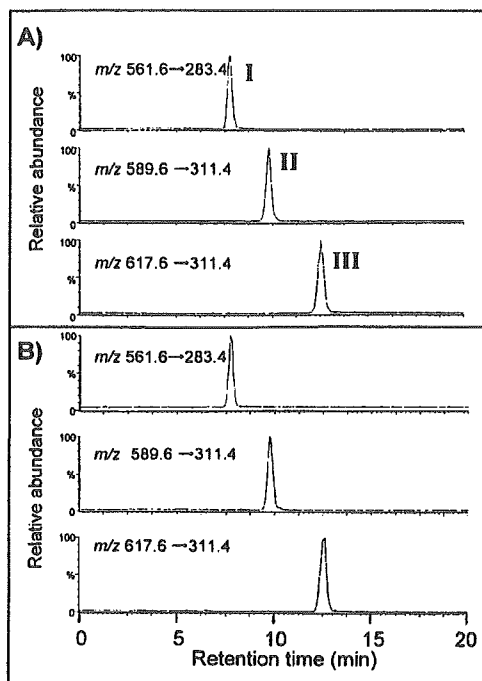 A)
Relative abundance
100
%
0
m/z 561.6→283.4
I
100
%
0
m/z 589.6→311.4
II
100
%
0
m/z 617.6→311.4
III
B)
Relative abundance
100
%
0
m/z 561.6→283.4
100
%
0
m/z 589.6→311.4
100
%
0
m/z 617.6→311.4
0 5 10 15 20
Retention time (min)